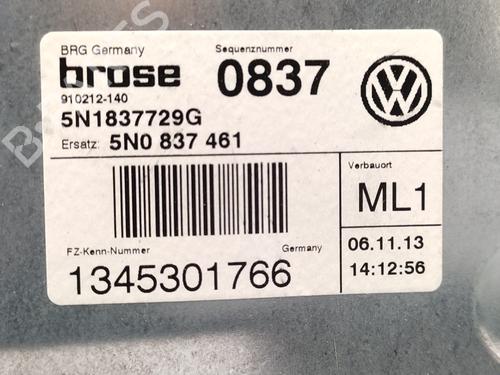 BRG Germany
Sequenznummer
brose
0837
910212-140
5N1837729G
Ersatz: 5N0 837 461
Verbauort
ML1
FZ-Kenn-Nummer
Germany
1345301766
06.11.13
14:12:56